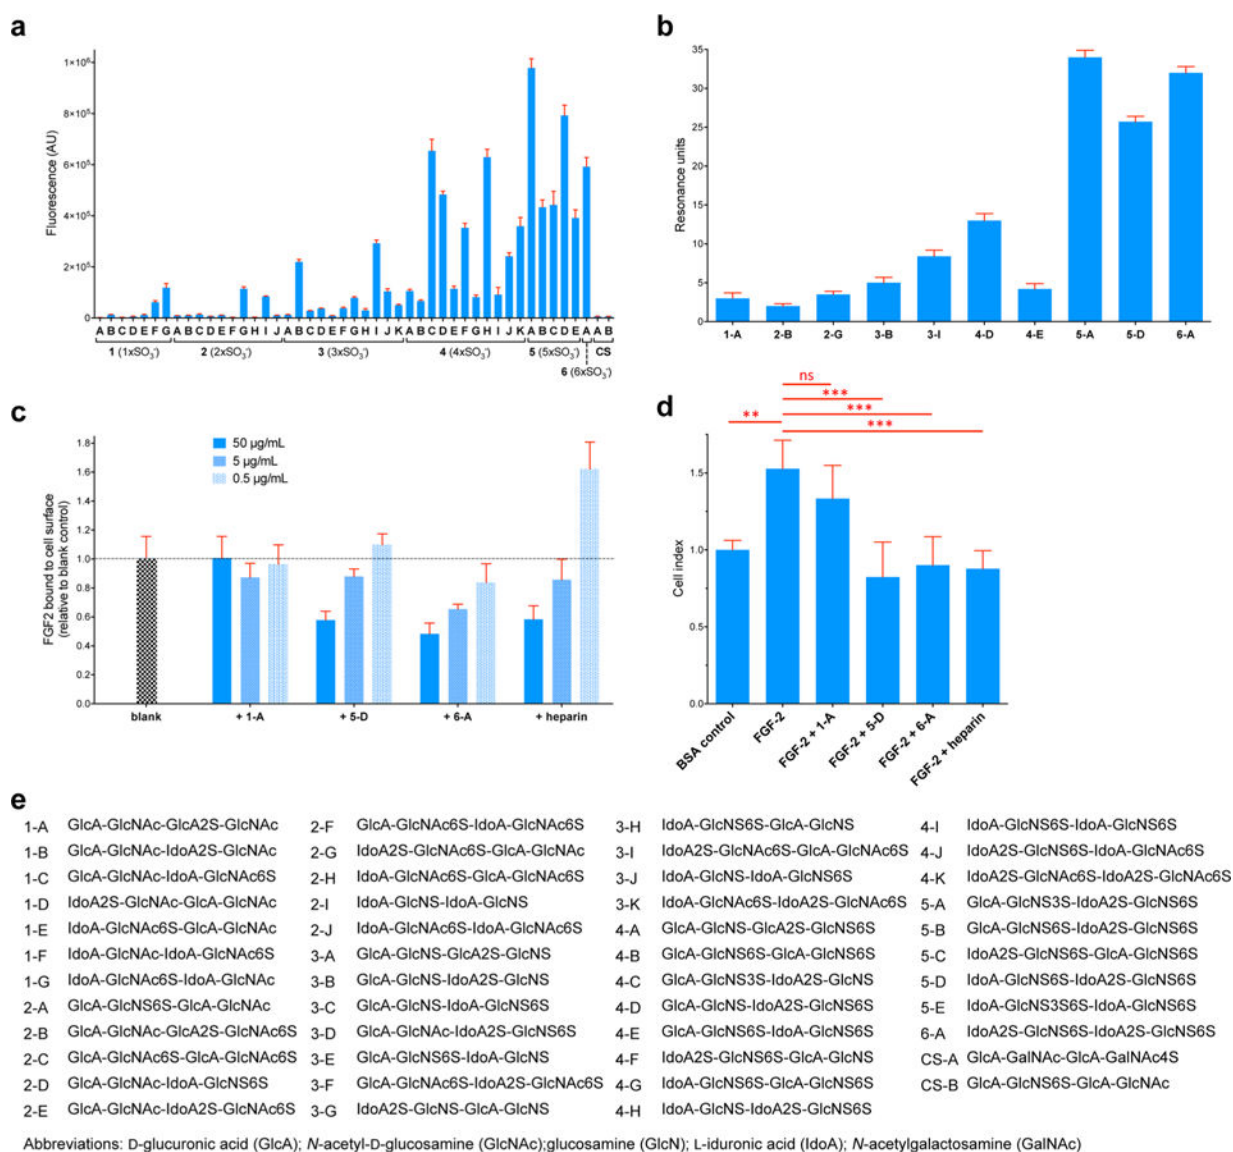 a
Fluorescence (AU)
1×10⁶
8×10⁵
6×10⁵
4×10⁵
2×10⁵
0
A B C D E F G A B C D E F G H I J A B C D E F G H I J K A B C D E F G H I J K A B C D E A A B
1 (1xSO₃⁻) 2 (2xSO₃⁻) 3 (3xSO₃⁻) 4 (4xSO₃⁻) 5 (5xSO₃⁻) CS
6 (6xSO₃⁻)
b
Resonance units
35
30
25
20
15
10
5
0
1-A 2-B 2-G 3-B 3-I 4-D 4-E 5-A 5-D 6-A
c
FGF2 bound to cell surface
(relative to blank control)
1.8
1.6
1.4
1.2
1.0
0.8
0.6
0.4
0.2
0.0
50 µg/mL
5 µg/mL
0.5 µg/mL
blank + 1-A + 5-D + 6-A + heparin
d
Cell index
1.5
1.0
0.5
0.0
ns
***
** ***
***
BSA control
FGF-2
FGF-2 + 1-A
FGF-2 + 5-D
FGF-2 + 6-A
FGF-2 + heparin
e
1-A GlcA-GlcNAc-GlcA2S-GlcNAc
1-B GlcA-GlcNAc-IdoA2S-GlcNAc
1-C GlcA-GlcNAc-IdoA-GlcNAc6S
1-D IdoA2S-GlcNAc-GlcA-GlcNAc
1-E IdoA-GlcNAc6S-GlcA-GlcNAc
1-F IdoA-GlcNAc-IdoA-GlcNAc6S
1-G IdoA-GlcNAc6S-IdoA-GlcNAc
2-A GlcA-GlcNS6S-GlcA-GlcNAc
2-B GlcA-GlcNAc-GlcA2S-GlcNAc6S
2-C GlcA-GlcNAc6S-GlcA-GlcNAc6S
2-D GlcA-GlcNAc-IdoA-GlcNS6S
2-E GlcA-GlcNAc-IdoA2S-GlcNAc6S
2-F GlcA-GlcNAc6S-IdoA-GlcNAc6S
2-G IdoA2S-GlcNAc6S-GlcA-GlcNAc
2-H IdoA-GlcNAc6S-GlcA-GlcNAc6S
2-I IdoA-GlcNS-IdoA-GlcNS
2-J IdoA-GlcNAc6S-IdoA-GlcNAc6S
3-A GlcA-GlcNS-GlcA2S-GlcNS
3-B GlcA-GlcNS-IdoA2S-GlcNS
3-C GlcA-GlcNS-IdoA-GlcNS6S
3-D GlcA-GlcNAc-IdoA2S-GlcNS6S
3-E GlcA-GlcNS6S-IdoA-GlcNS
3-F GlcA-GlcNAc6S-IdoA2S-GlcNAc6S
3-G IdoA2S-GlcNS-GlcA-GlcNS
3-H IdoA-GlcNS6S-GlcA-GlcNS
3-I IdoA2S-GlcNAc6S-GlcA-GlcNAc6S
3-J IdoA-GlcNS-IdoA-GlcNS6S
3-K IdoA-GlcNAc6S-IdoA2S-GlcNAc6S
4-A GlcA-GlcNS-GlcA2S-GlcNS6S
4-B GlcA-GlcNS6S-GlcA-GlcNS6S
4-C GlcA-GlcNS3S-IdoA2S-GlcNS
4-D GlcA-GlcNS-IdoA2S-GlcNS6S
4-E GlcA-GlcNS6S-IdoA-GlcNS6S
4-F IdoA2S-GlcNS6S-GlcA-GlcNS
4-G IdoA-GlcNS6S-GlcA-GlcNS6S
4-H IdoA-GlcNS-IdoA2S-GlcNS6S
4-I IdoA-GlcNS6S-IdoA-GlcNS6S
4-J IdoA2S-GlcNS6S-IdoA-GlcNAc6S
4-K IdoA2S-GlcNAc6S-IdoA2S-GlcNAc6S
5-A GlcA-GlcNS3S-IdoA2S-GlcNS6S
5-B GlcA-GlcNS6S-IdoA2S-GlcNS6S
5-C IdoA2S-GlcNS6S-GlcA-GlcNS6S
5-D IdoA-GlcNS6S-IdoA2S-GlcNS6S
5-E IdoA-GlcNS3S6S-IdoA-GlcNS6S
6-A IdoA2S-GlcNS6S-IdoA2S-GlcNS6S
CS-A GlcA-GalNAc-GlcA-GalNAc4S
CS-B GlcA-GlcNS6S-GlcA-GlcNAc
Abbreviations: D-glucuronic acid (GlcA); N-acetyl-D-glucosamine (GlcNAc);glucosamine (GlcN); L-iduronic acid (IdoA); N-acetylgalactosamine (GalNAc)